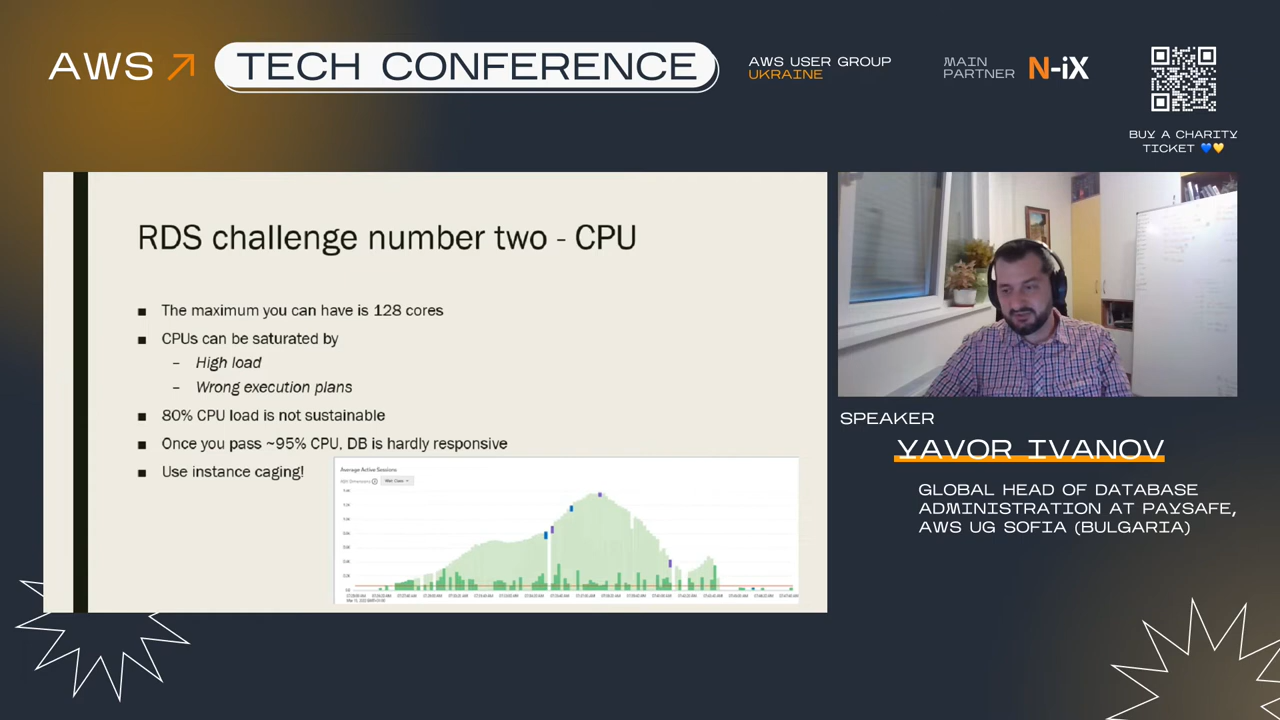 AWS
TECH CONFERENCE
AWS USER GROUP
UKRAINE
MAIN
PARTNER
N-iX
BUY A CHARITY
TICKET 💙💛
RDS challenge number two - CPU
■ The maximum you can have is 128 cores
■ CPUs can be saturated by
– High load
– Wrong execution plans
■ 80% CPU load is not sustainable
■ Once you pass ~95% CPU, DB is hardly responsive
■ Use instance caging!
Average Active Sessions
SPEAKER
YAVOR IVANOV
GLOBAL HEAD OF DATABASE
ADMINISTRATION AT PAYSAFE,
AWS UG SOFIA (BULGARIA)